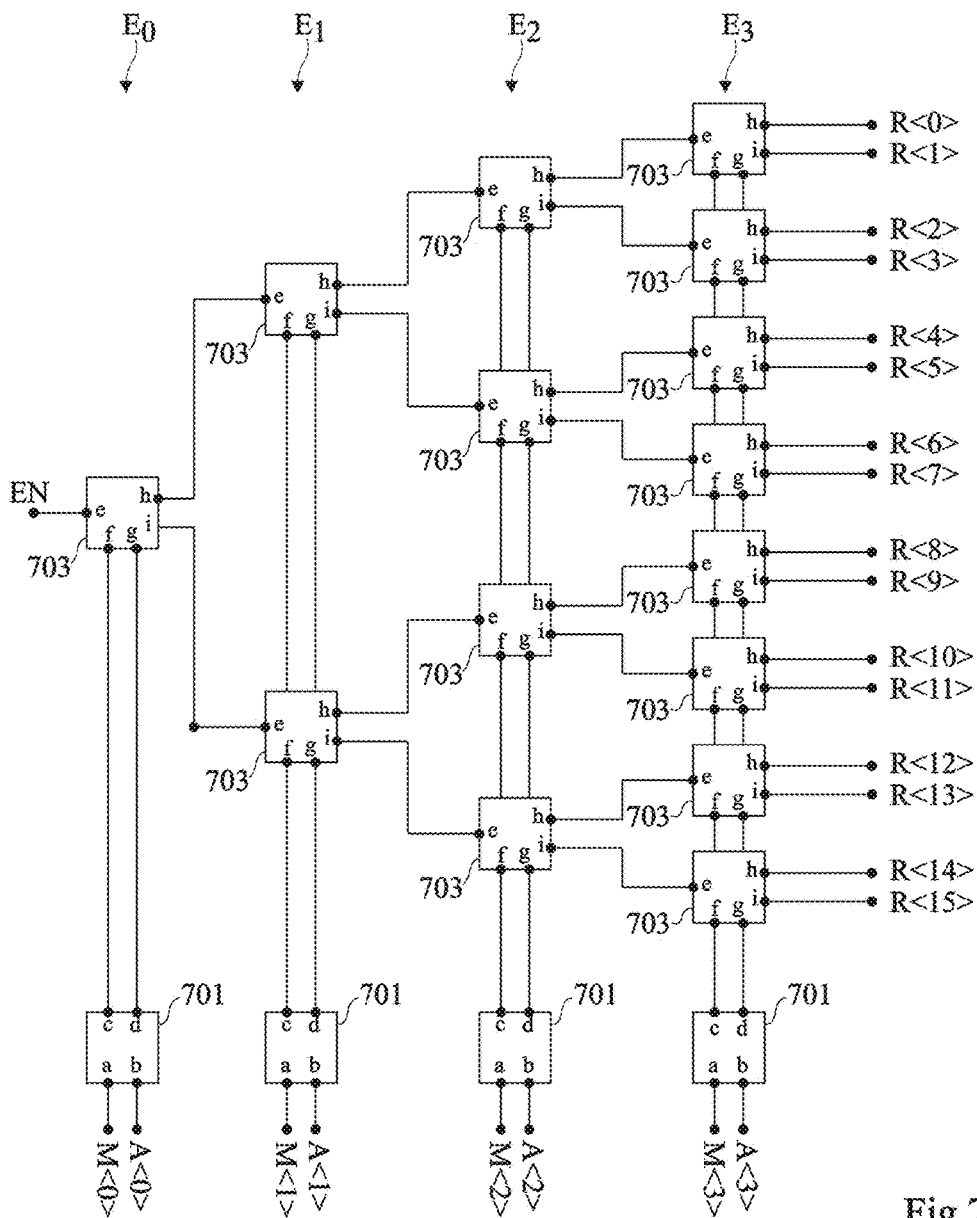 E0 E1 E2 E3
e h i f g 703 R<0>
R<1>
e h i f g 703
e h i f g 703 R<2>
R<3>
e h i f g 703
e h i f g 703 R<4>
R<5>
e h i f g 703
e h i f g 703 R<6>
R<7>
EN e h i f g 703
e h i f g 703 R<8>
R<9>
e h i f g 703
e h i f g 703 R<10>
R<11>
e h i f g 703
e h i f g 703 R<12>
R<13>
e h i f g 703
e h i f g 703 R<14>
R<15>
701 701 701 701
c d c d c d c d
a b a b a b a b
M<0> A<0> M<1> A<1> M<2> A<2> M<3> A<3>
Fig